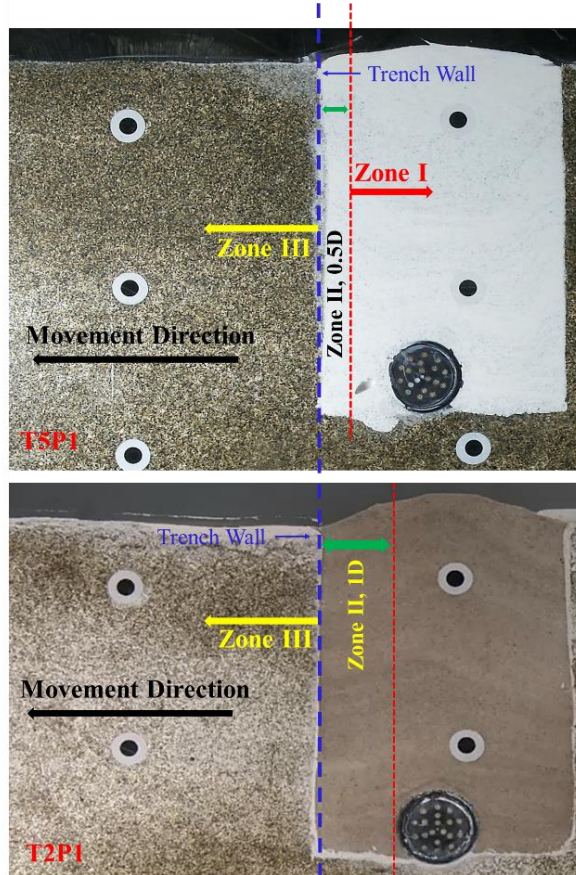 Trench Wall
Zone I
Zone III
Zone II, 0.5D
Movement Direction
T5P1
Trench Wall
Zone II, 1D
Zone III
Movement Direction
T2P1